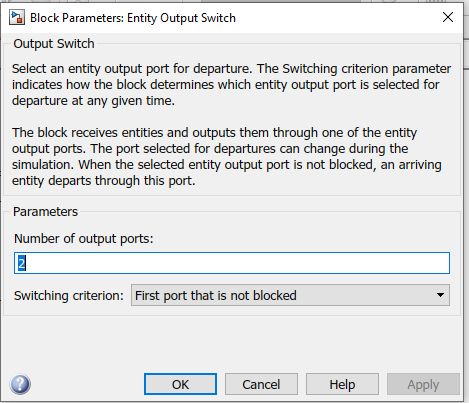 Block Parameters: Entity Output Switch
Output Switch
Select an entity output port for departure. The Switching criterion parameter
indicates how the block determines which entity output port is selected for
departure at any given time.
The block receives entities and outputs them through one of the entity
output ports. The port selected for departures can change during the
simulation. When the selected entity output port is not blocked, an arriving
entity departs through this port.
Parameters
Number of output ports:
2
Switching criterion: First port that is not blocked
OK Cancel Help Apply